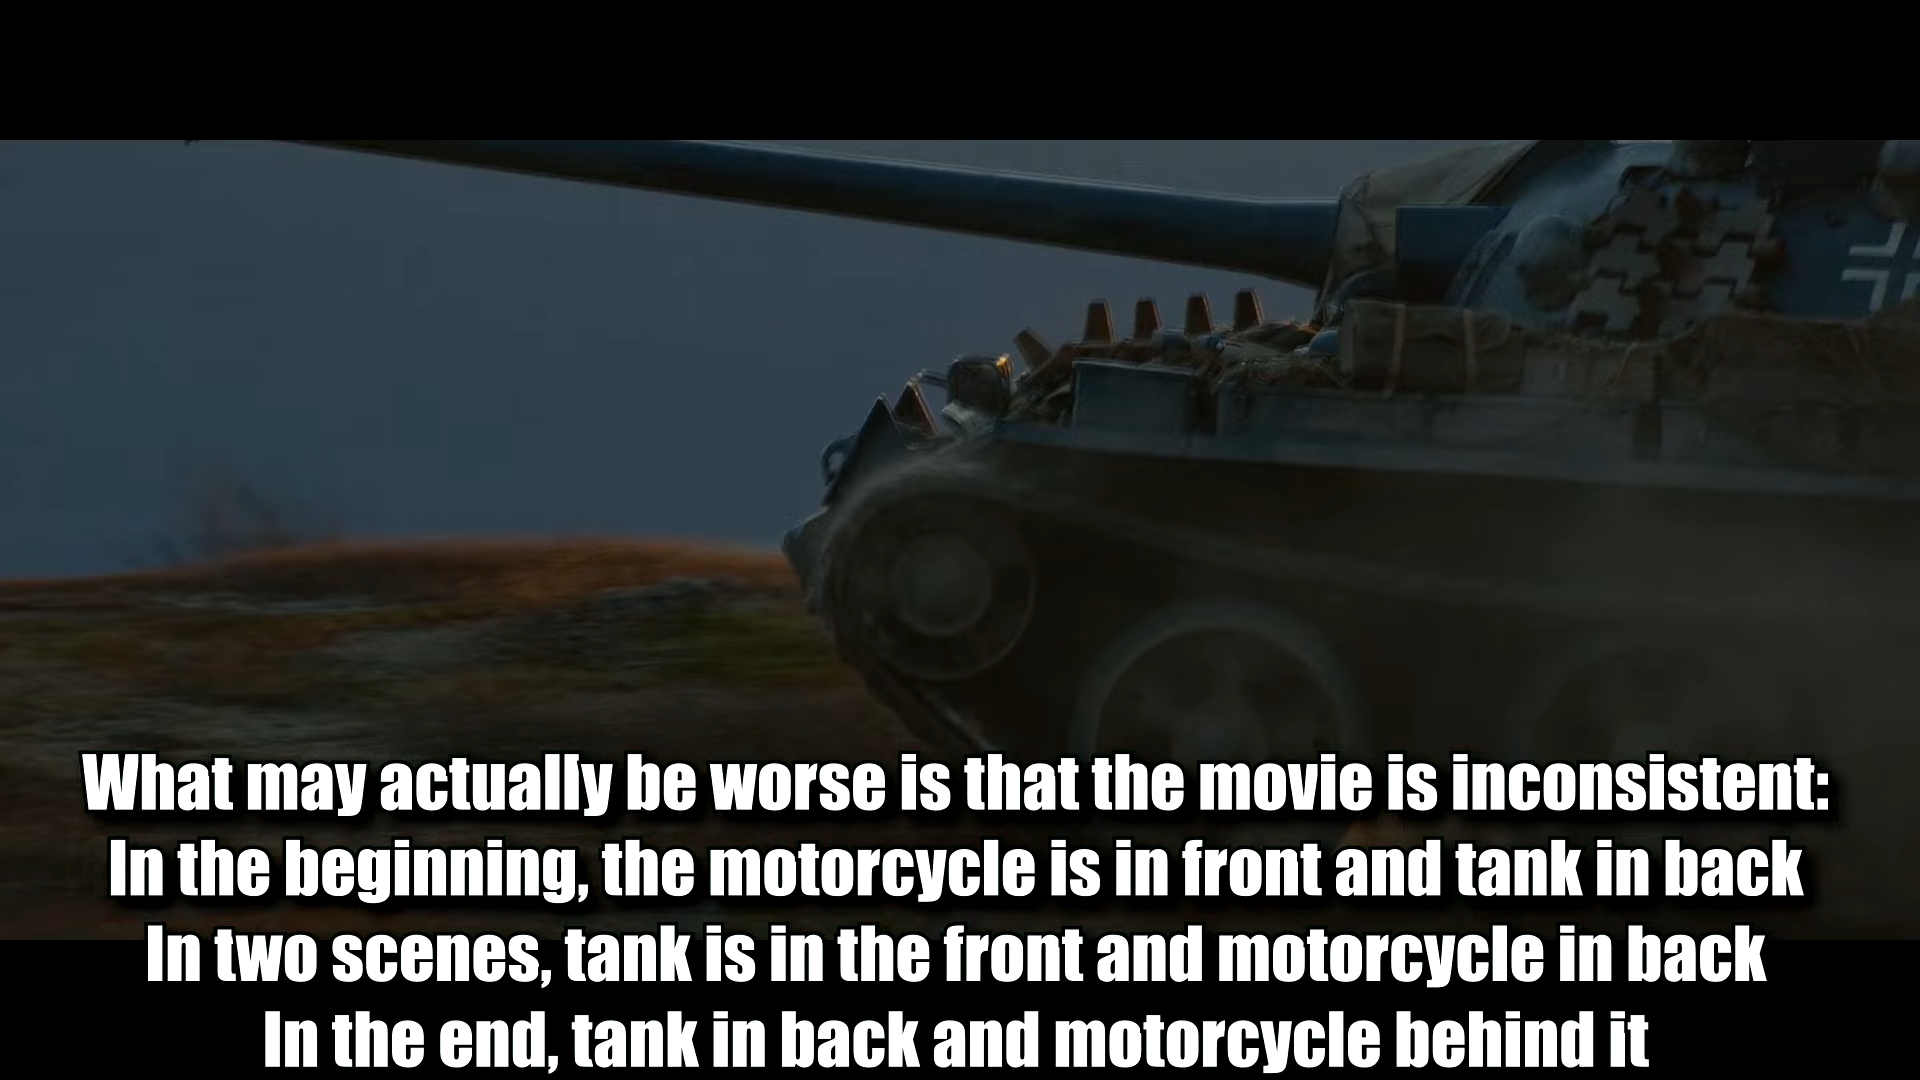 What may actually be worse is that the movie is inconsistent:
In the beginning, the motorcycle is in front and tank in back
In two scenes, tank is in the front and motorcycle in back
In the end, tank in back and motorcycle behind it